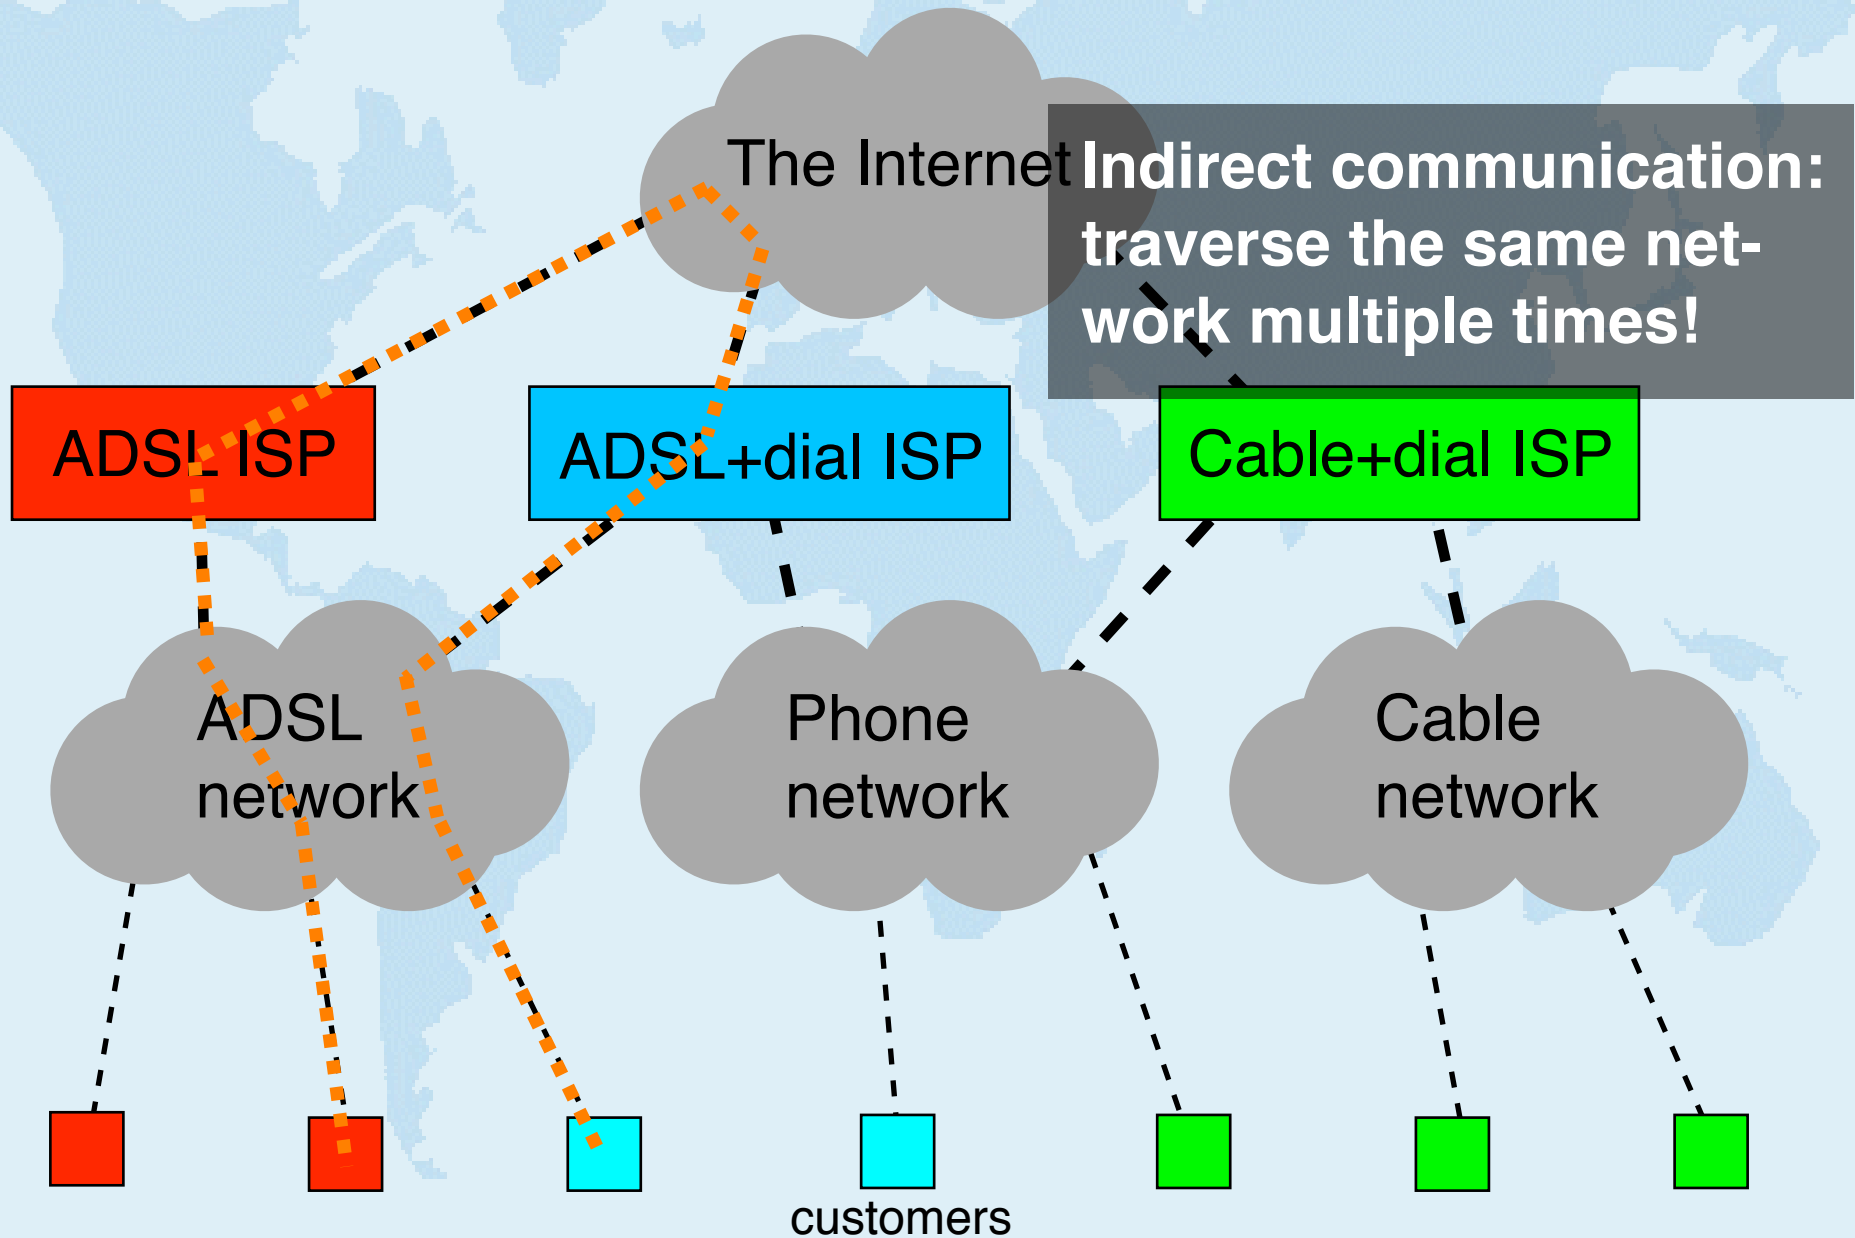 The Internet
Indirect communication:
traverse the same net-
work multiple times!
ADSL ISP
ADSL+dial ISP
Cable+dial ISP
ADSL
network
Phone
network
Cable
network
customers